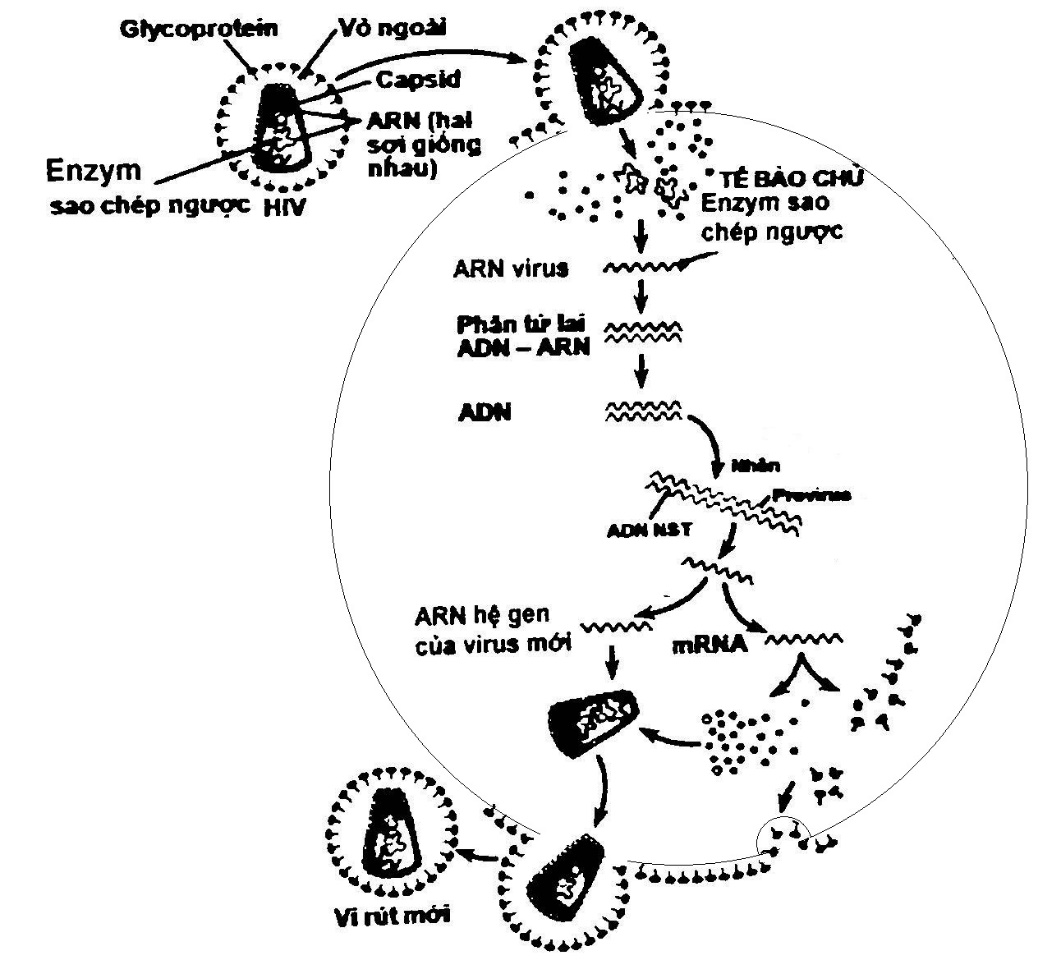 Glycoprotein
Vỏ ngoài
Capsid
ARN (hai
sợi giống
nhau)
Enzym
sao chép ngược
HIV
TẾ BÀO CHỦ
Enzym sao
chép ngược
ARN virus
Phân tử lai
ADN – ARN
ADN
Nhân
Provirus
ADN NST
ARN hệ gen
của virus mới
mRNA
Vi rút mới